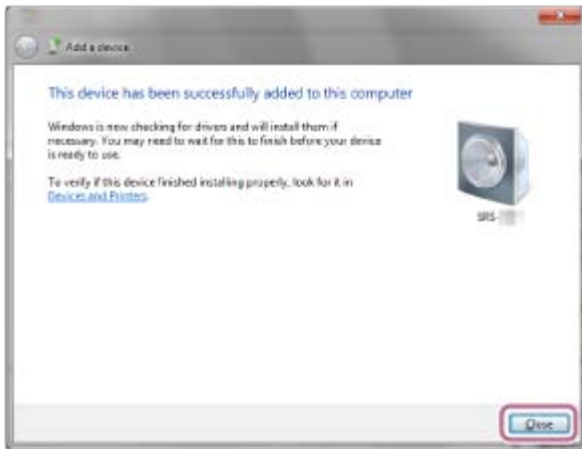 Add a device
This device has been successfully added to this computer
Windows is now checking for drivers and will install them if
necessary. You may need to wait for this to finish before your device
is ready to use.
To verify if this device finished installing properly, look for it in
Devices and Printers.
SRS-
Close